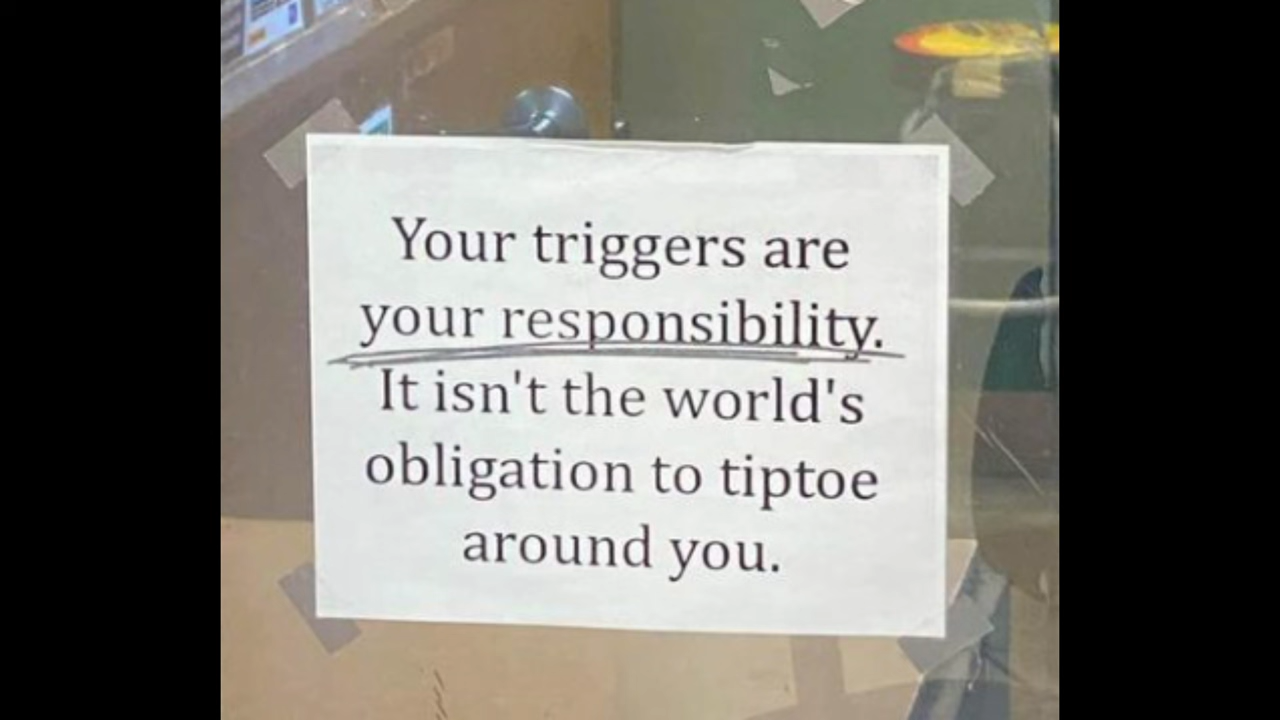 Your triggers are
your responsibility.
It isn't the world's
obligation to tiptoe
around you.